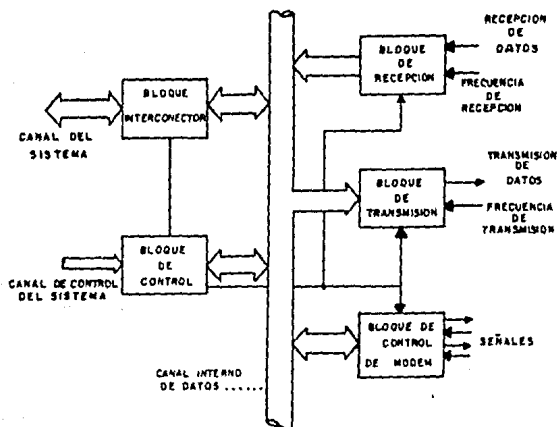 RECEPCION
DE
DATOS
BLOQUE
DE
RECEPCION
FRECUENCIA
DE
RECEPCION
BLOQUE
INTERCONECTOR
CANAL DEL
SISTEMA
TRANSMISION
DE
DATOS
BLOQUE
DE
TRANSMISION
FRECUENCIA
DE
TRANSMISION
BLOQUE
DE
CONTROL
CANAL DE CONTROL
DEL SISTEMA
BLOQUE DE
CONTROL
DE MODEM
SEÑALES
CANAL INTERNO
DE DATOS ......